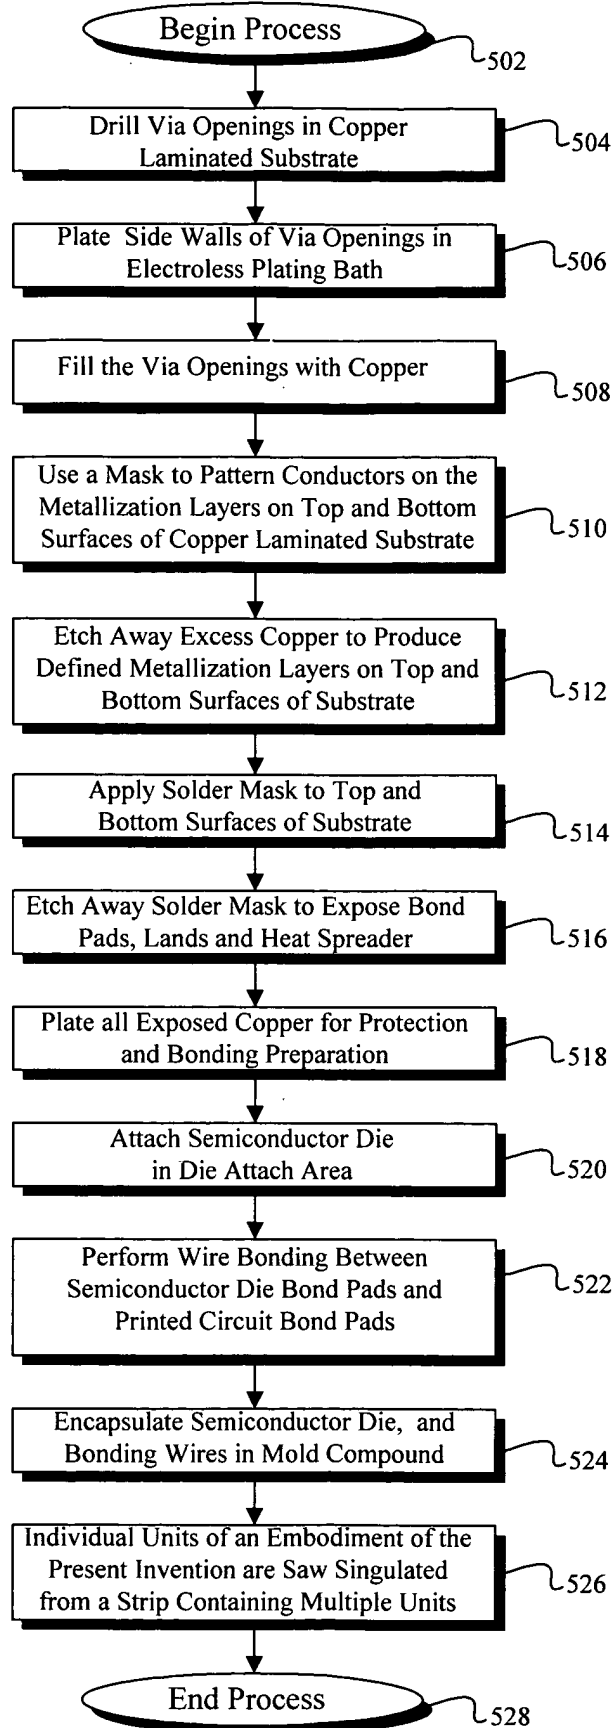 Begin Process
502
Drill Via Openings in Copper
Laminated Substrate
504
Plate Side Walls of Via Openings in
Electroless Plating Bath
506
Fill the Via Openings with Copper
508
Use a Mask to Pattern Conductors on the
Metallization Layers on Top and Bottom
Surfaces of Copper Laminated Substrate
510
Etch Away Excess Copper to Produce
Defined Metallization Layers on Top and
Bottom Surfaces of Substrate
512
Apply Solder Mask to Top and
Bottom Surfaces of Substrate
514
Etch Away Solder Mask to Expose Bond
Pads, Lands and Heat Spreader
516
Plate all Exposed Copper for Protection
and Bonding Preparation
518
Attach Semiconductor Die
in Die Attach Area
520
Perform Wire Bonding Between
Semiconductor Die Bond Pads and
Printed Circuit Bond Pads
522
Encapsulate Semiconductor Die, and
Bonding Wires in Mold Compound
524
Individual Units of an Embodiment of the
Present Invention are Saw Singulated
from a Strip Containing Multiple Units
526
End Process
528